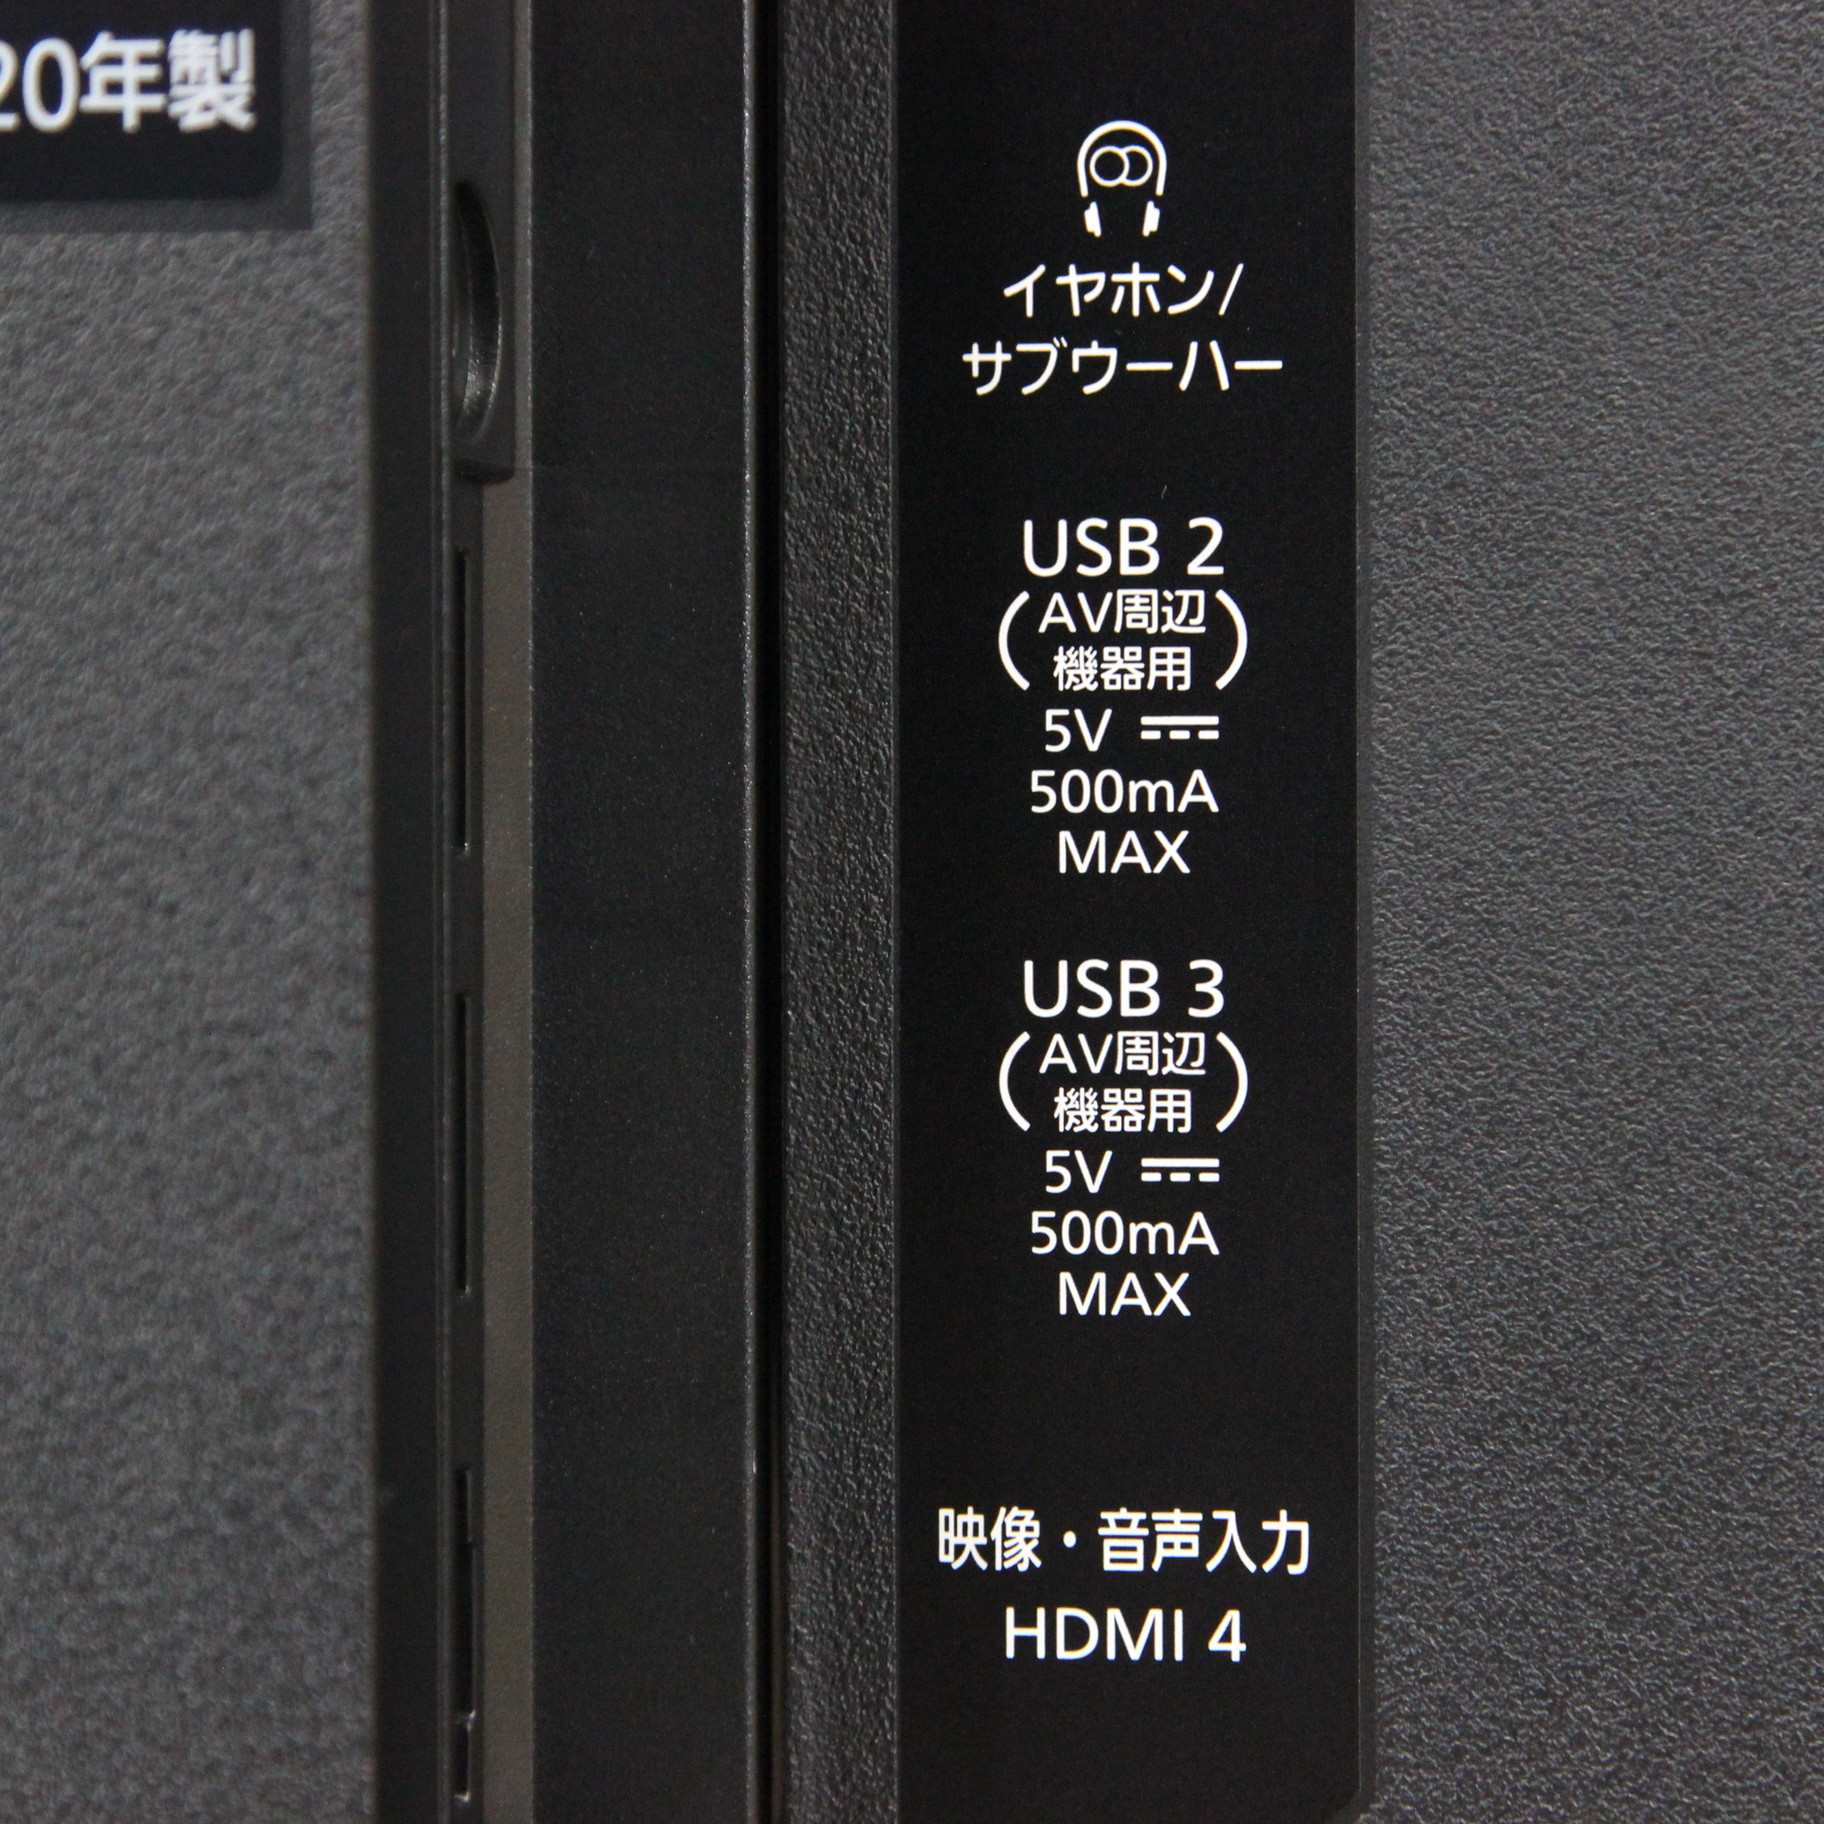 20年製
イヤホン/
サブウーハー
USB 2
(AV周辺
機器用)
5V ⎓
500mA
MAX
USB 3
(AV周辺
機器用)
5V ⎓
500mA
MAX
映像・音声入力
HDMI 4